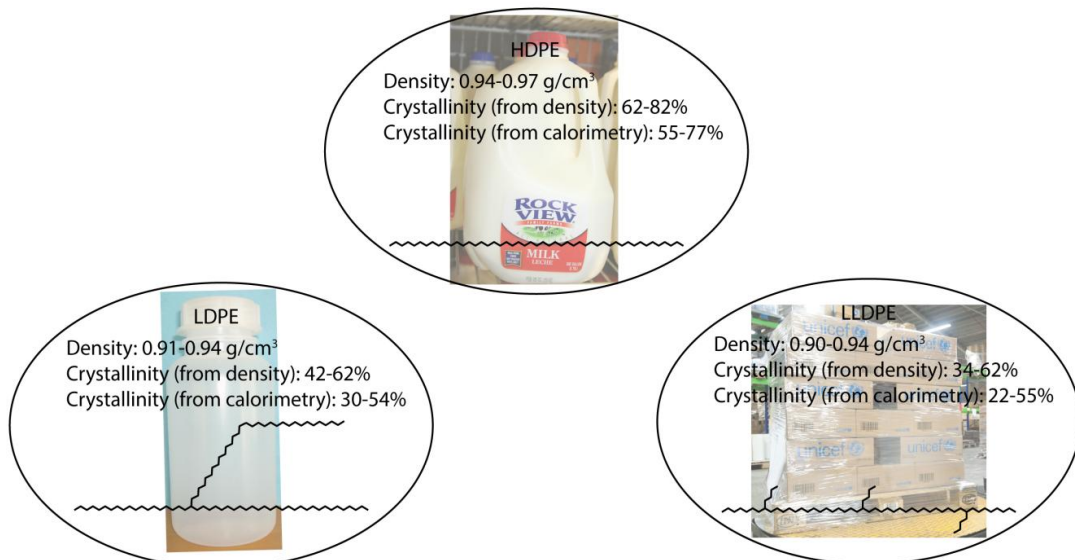 HDPE
Density: 0.94-0.97 g/cm³
Crystallinity (from density): 62-82%
Crystallinity (from calorimetry): 55-77%
ROCK
VIEW
FAMILY FARMS
MILK
LECHE
LDPE
Density: 0.91-0.94 g/cm³
Crystallinity (from density): 42-62%
Crystallinity (from calorimetry): 30-54%
LLDPE
unicef
unicef
Density: 0.90-0.94 g/cm³
Crystallinity (from density): 34-62%
Crystallinity (from calorimetry): 22-55%
unicef
unicef